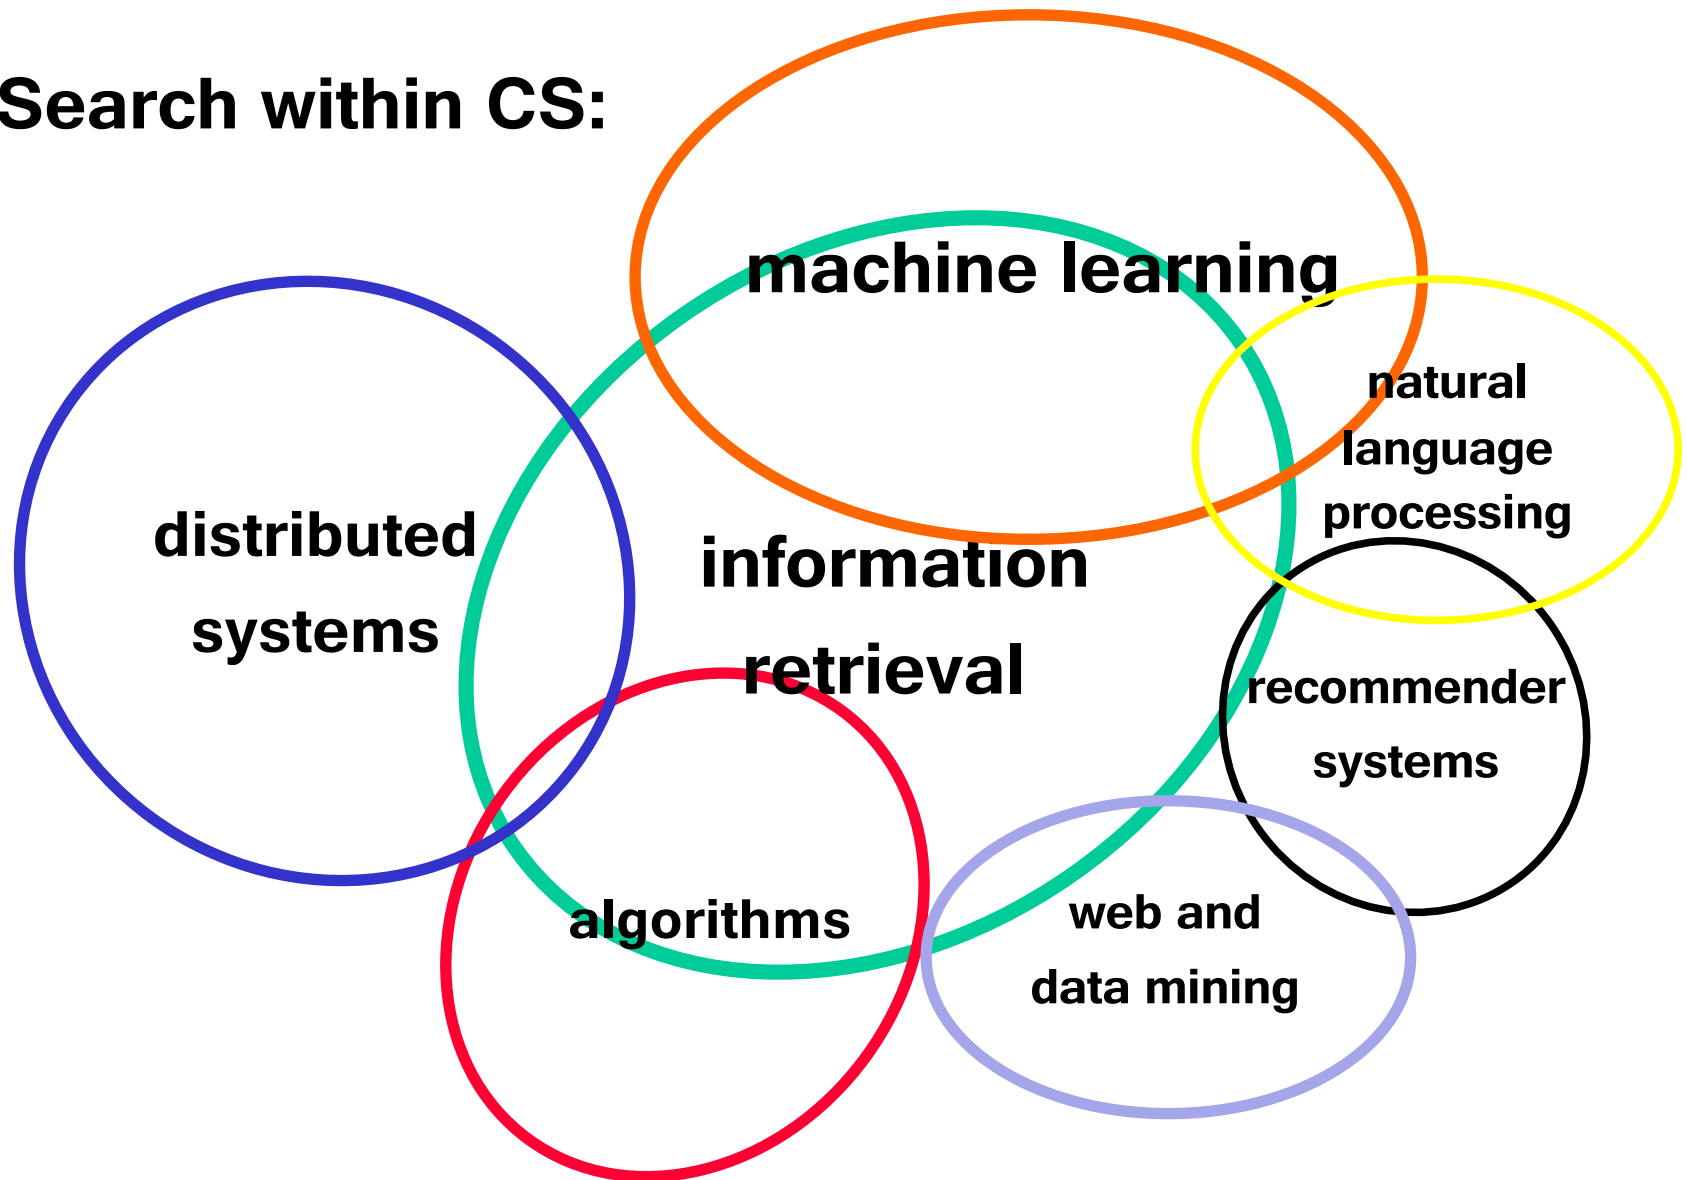 Search within CS:
machine learning
natural
language
processing
distributed
systems
information
retrieval
recommender
systems
algorithms
web and
data mining